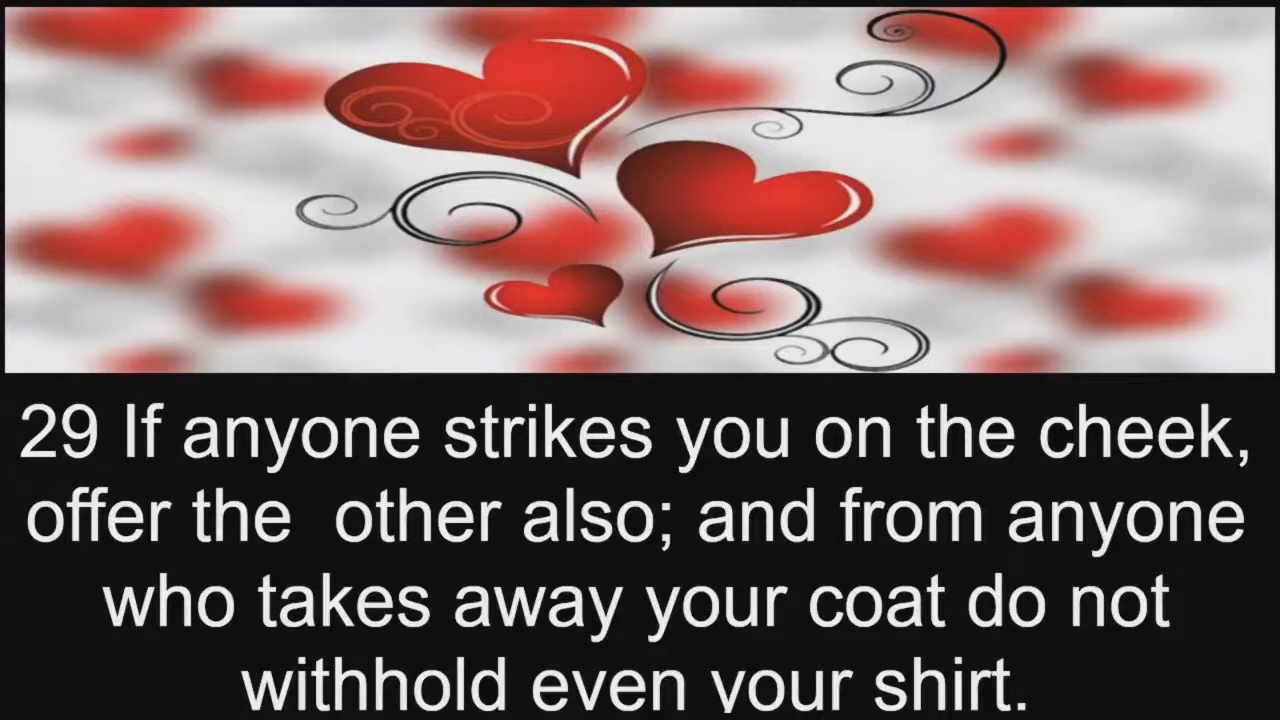 29 If anyone strikes you on the cheek,
offer the  other also; and from anyone
who takes away your coat do not
withhold even your shirt.